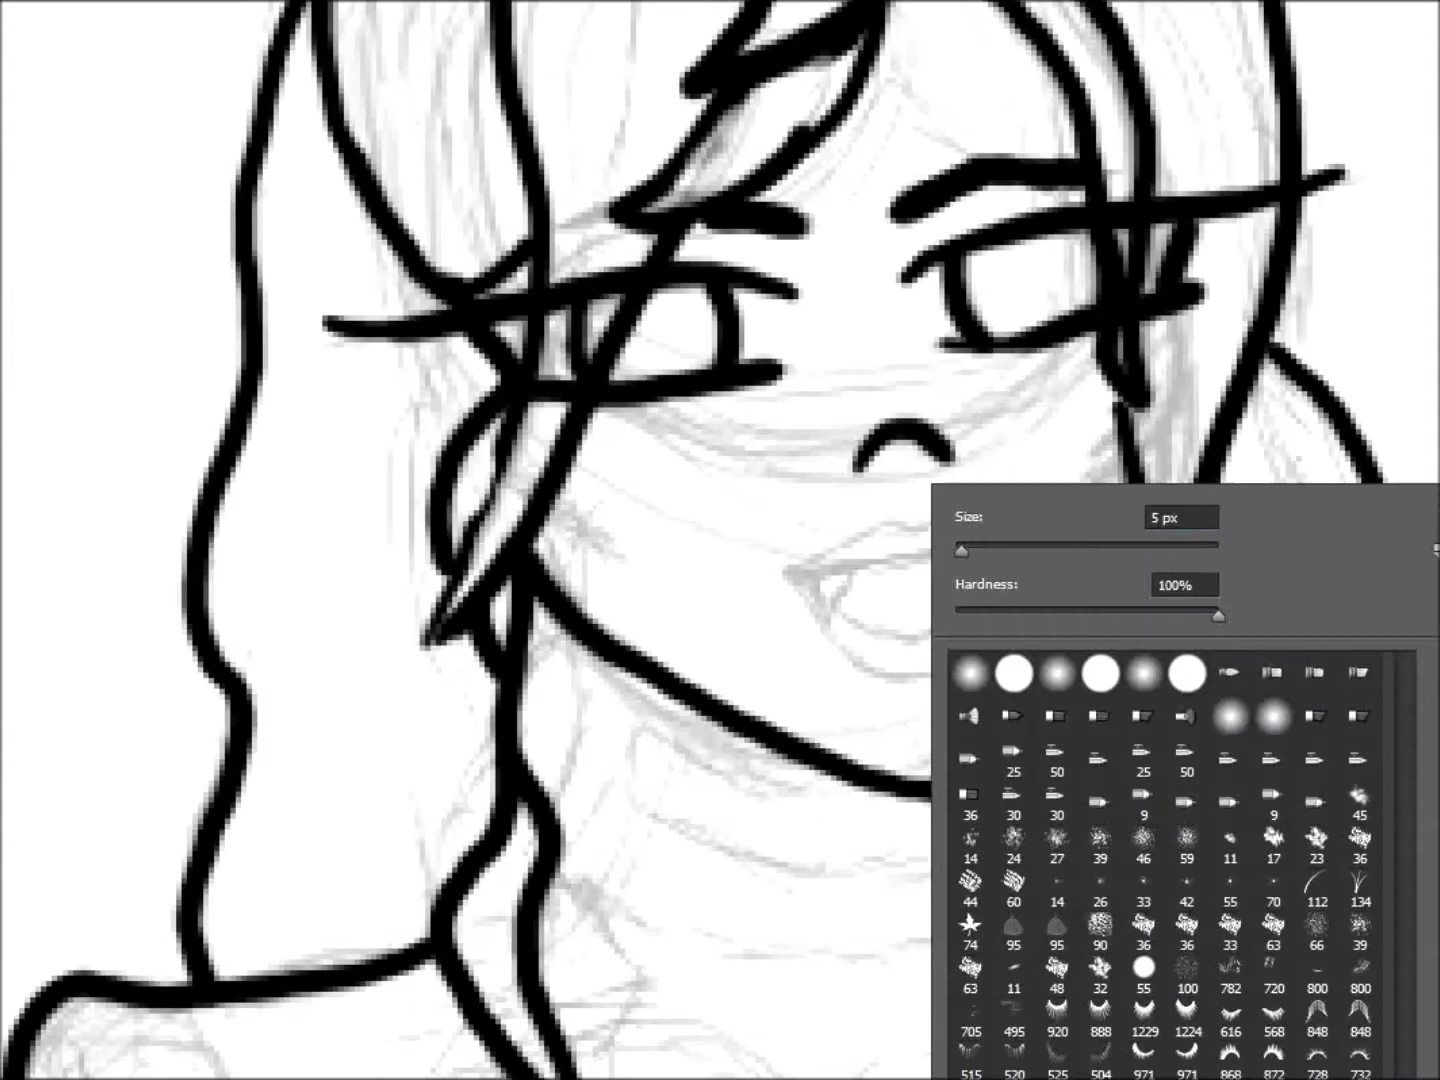 Size:
5 px
Hardness:
100%
25 50 25 50
36 30 30 9 9 45
14 24 27 39 46 59 11 17 23 36
44 60 14 26 33 42 55 70 112 134
74 95 95 90 36 36 33 63 66 39
63 11 48 32 55 100 782 720 800 800
705 495 920 888 1229 1224 616 568 848 848
515 520 525 504 971 971 868 872 728 732